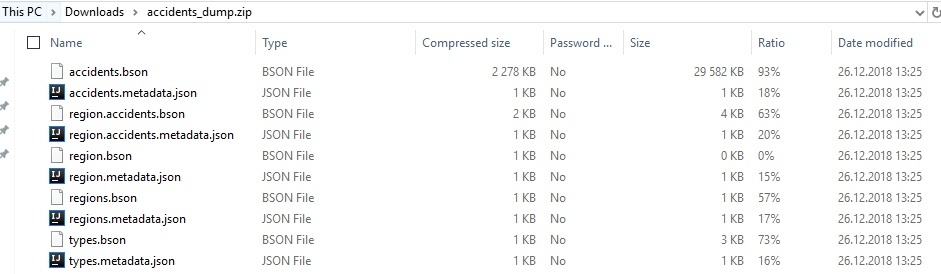 This PC > Downloads > accidents_dump.zip
Name Type Compressed size Password ... Size Ratio Date modified
accidents.bson BSON File 2 278 KB No 29 582 KB 93% 26.12.2018 13:25
accidents.metadata.json JSON File 1 KB No 1 KB 18% 26.12.2018 13:25
region.accidents.bson BSON File 2 KB No 4 KB 63% 26.12.2018 13:25
region.accidents.metadata.json JSON File 1 KB No 1 KB 20% 26.12.2018 13:25
region.bson BSON File 1 KB No 0 KB 0% 26.12.2018 13:25
region.metadata.json JSON File 1 KB No 1 KB 15% 26.12.2018 13:25
regions.bson BSON File 1 KB No 1 KB 57% 26.12.2018 13:25
regions.metadata.json JSON File 1 KB No 1 KB 17% 26.12.2018 13:25
types.bson BSON File 1 KB No 3 KB 73% 26.12.2018 13:25
types.metadata.json JSON File 1 KB No 1 KB 16% 26.12.2018 13:25